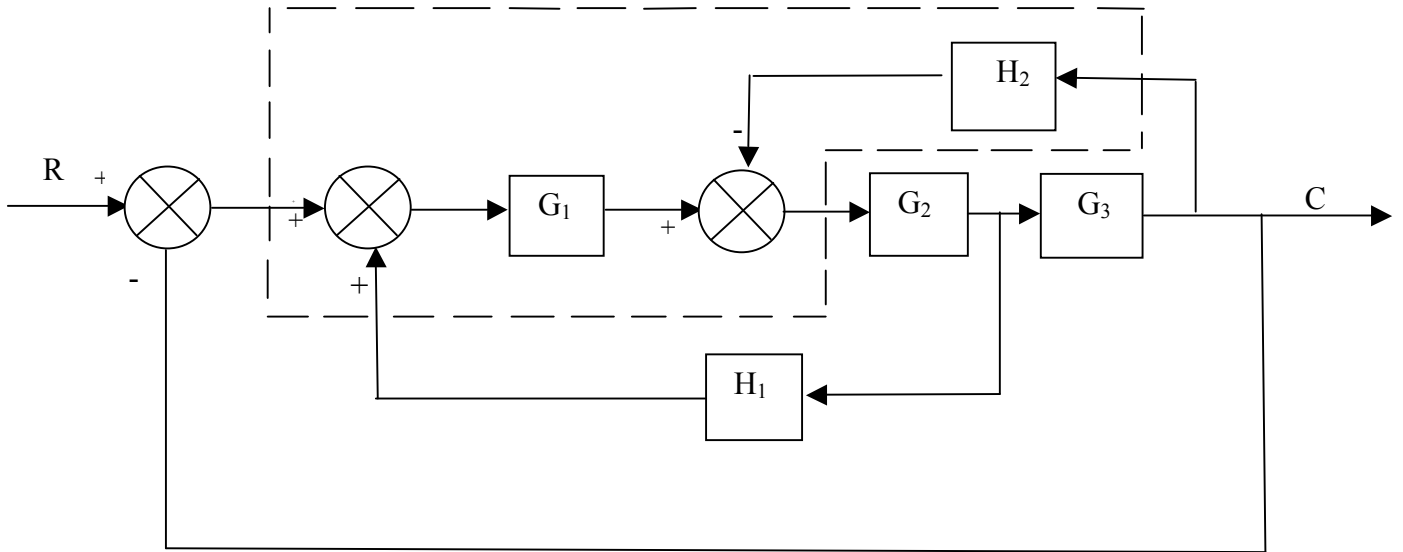 H₂
-
R + + G₁ + G₂ G₃ C
- +
H₁